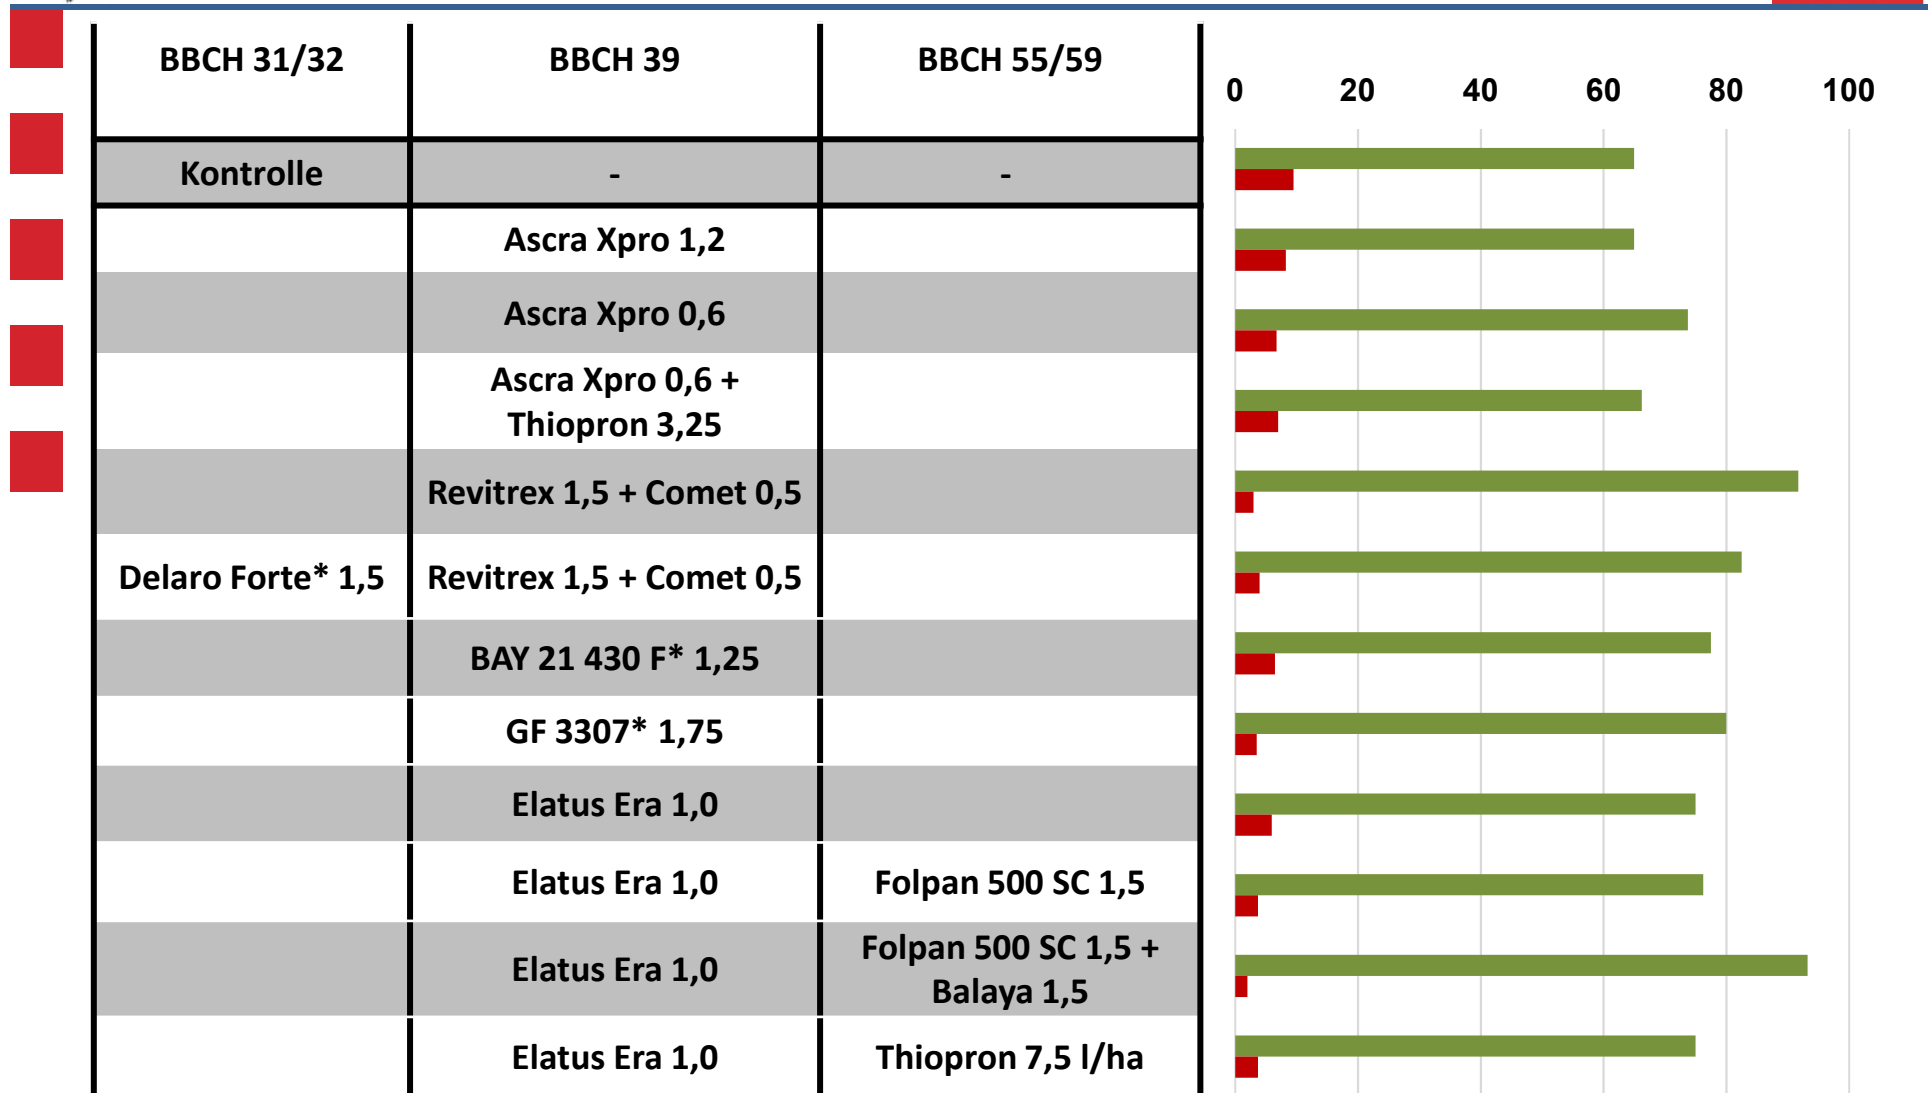 BBCH 31/32 BBCH 39 BBCH 55/59
0 20 40 60 80 100
Kontrolle - -
Ascra Xpro 1,2
Ascra Xpro 0,6
Ascra Xpro 0,6 +
Thiopron 3,25
Revitrex 1,5 + Comet 0,5
Delaro Forte* 1,5 Revitrex 1,5 + Comet 0,5
BAY 21 430 F* 1,25
GF 3307* 1,75
Elatus Era 1,0
Elatus Era 1,0 Folpan 500 SC 1,5
Elatus Era 1,0 Folpan 500 SC 1,5 +
Balaya 1,5
Elatus Era 1,0 Thiopron 7,5 l/ha